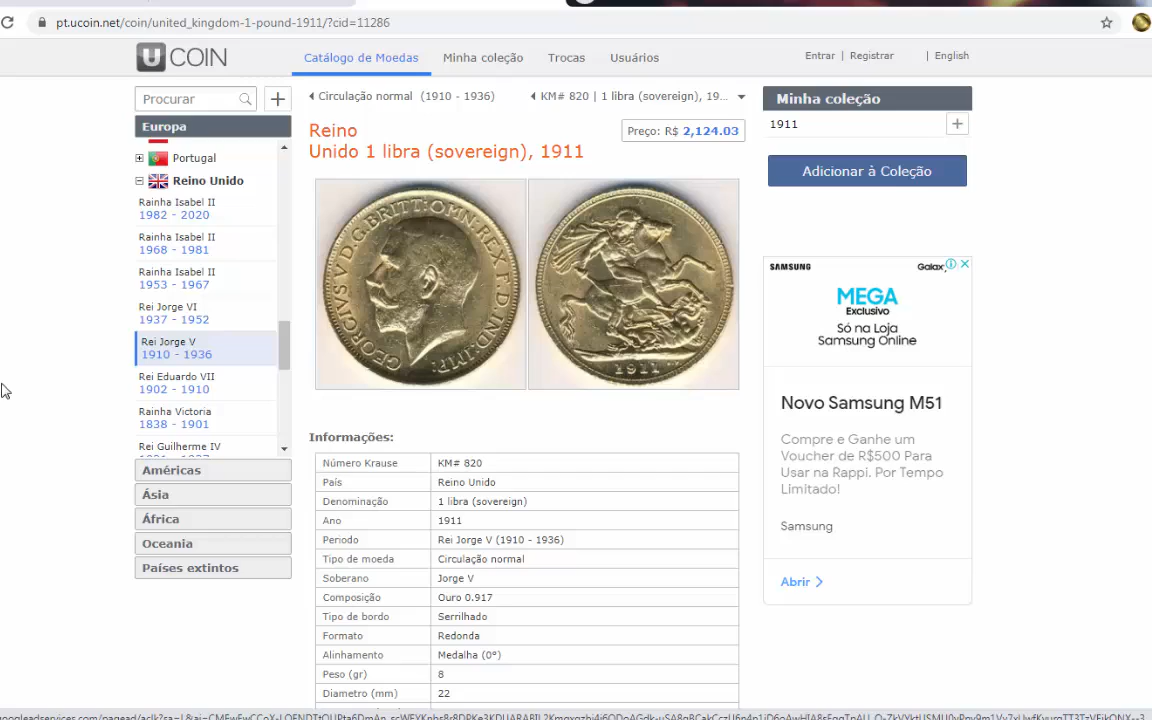 pt.ucoin.net/coin/united_kingdom-1-pound-1911/?cid=11286
U COIN
Catálogo de Moedas
Minha coleção
Trocas
Usuários
Entrar | Registrar | English
Procurar
Europa
Portugal
Reino Unido
Rainha Isabel II
1982 - 2020
Rainha Isabel II
1968 - 1981
Rainha Isabel II
1953 - 1967
Rei Jorge VI
1937 - 1952
Rei Jorge V
1910 - 1936
Rei Eduardo VII
1902 - 1910
Rainha Victoria
1838 - 1901
Rei Guilherme IV
Américas
Ásia
África
Oceania
Países extintos
Circulação normal (1910 - 1936)
KM# 820 | 1 libra (sovereign), 19...
Reino
Unido 1 libra (sovereign), 1911
Preço: R$ 2,124.03
GEORGIVS V D.G.BRITT:OMN:REX F.D.IND:IMP:
1911
Informações:
Número Krause KM# 820
País Reino Unido
Denominação 1 libra (sovereign)
Ano 1911
Periodo Rei Jorge V (1910 - 1936)
Tipo de moeda Circulação normal
Soberano Jorge V
Composição Ouro 0.917
Tipo de bordo Serrilhado
Formato Redonda
Alinhamento Medalha (0°)
Peso (gr) 8
Diametro (mm) 22
Minha coleção
1911
Adicionar à Coleção
SAMSUNG
Galax
MEGA
Exclusivo
Só na Loja
Samsung Online
Novo Samsung M51
Compre e Ganhe um
Voucher de R$500 Para
Usar na Rappi. Por Tempo
Limitado!
Samsung
Abrir